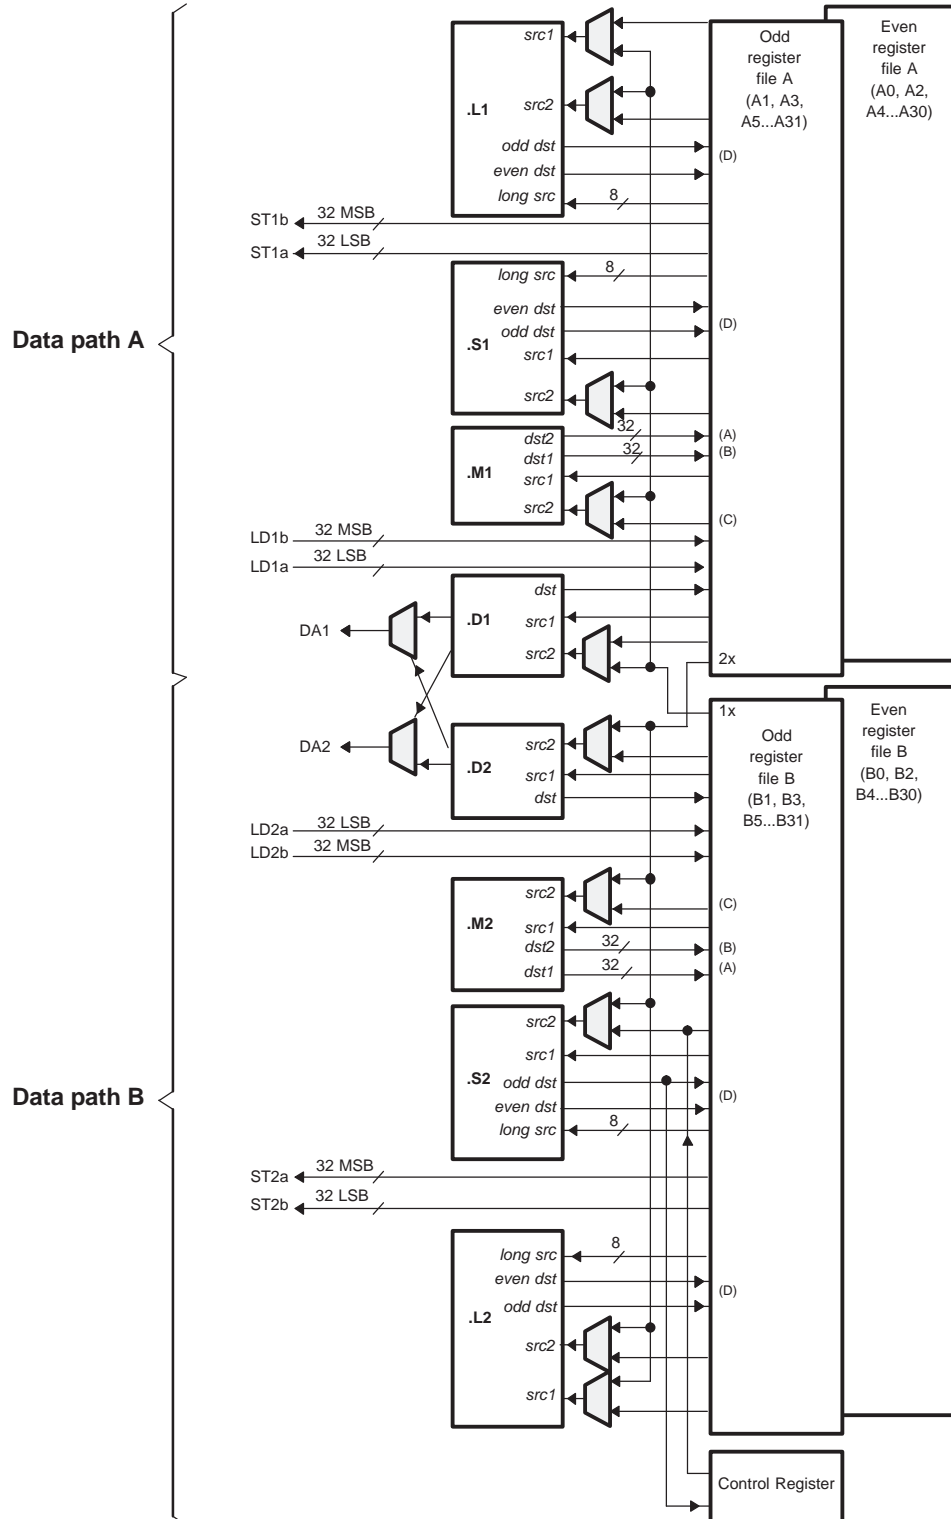 Data path A
.L1
src1
src2
odd dst
even dst
long src
8
ST1b
32 MSB
ST1a
32 LSB
.S1
long src
8
even dst
odd dst
src1
src2
.M1
dst2
32
dst1
32
src1
src2
LD1b
32 MSB
LD1a
32 LSB
.D1
dst
src1
src2
DA1
Odd
register
file A
(A1, A3,
A5...A31)
(D)
(D)
(A)
(B)
(C)
2x
Even
register
file A
(A0, A2,
A4...A30)
Data path B
DA2
.D2
src2
src1
dst
LD2a
32 LSB
LD2b
32 MSB
.M2
src2
src1
dst2
32
dst1
32
.S2
src2
src1
odd dst
even dst
long src
8
ST2a
32 MSB
ST2b
32 LSB
.L2
long src
8
even dst
odd dst
src2
src1
1x
Odd
register
file B
(B1, B3,
B5...B31)
(C)
(B)
(A)
(D)
(D)
Even
register
file B
(B0, B2,
B4...B30)
Control Register